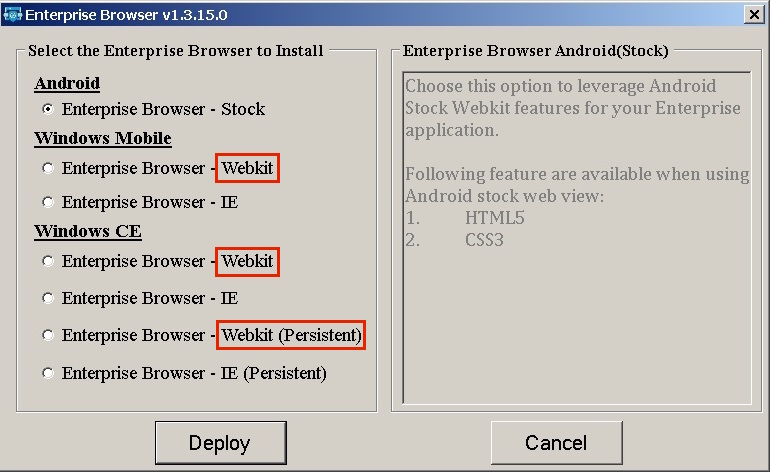 Enterprise Browser v1.3.15.0
Select the Enterprise Browser to Install
Android
Enterprise Browser - Stock
Windows Mobile
Enterprise Browser - Webkit
Enterprise Browser - IE
Windows CE
Enterprise Browser - Webkit
Enterprise Browser - IE
Enterprise Browser - Webkit (Persistent)
Enterprise Browser - IE (Persistent)
Enterprise Browser Android(Stock)
Choose this option to leverage Android
Stock Webkit features for your Enterprise
application.
Following feature are available when using
Android stock web view:
1. HTML5
2. CSS3
Deploy
Cancel